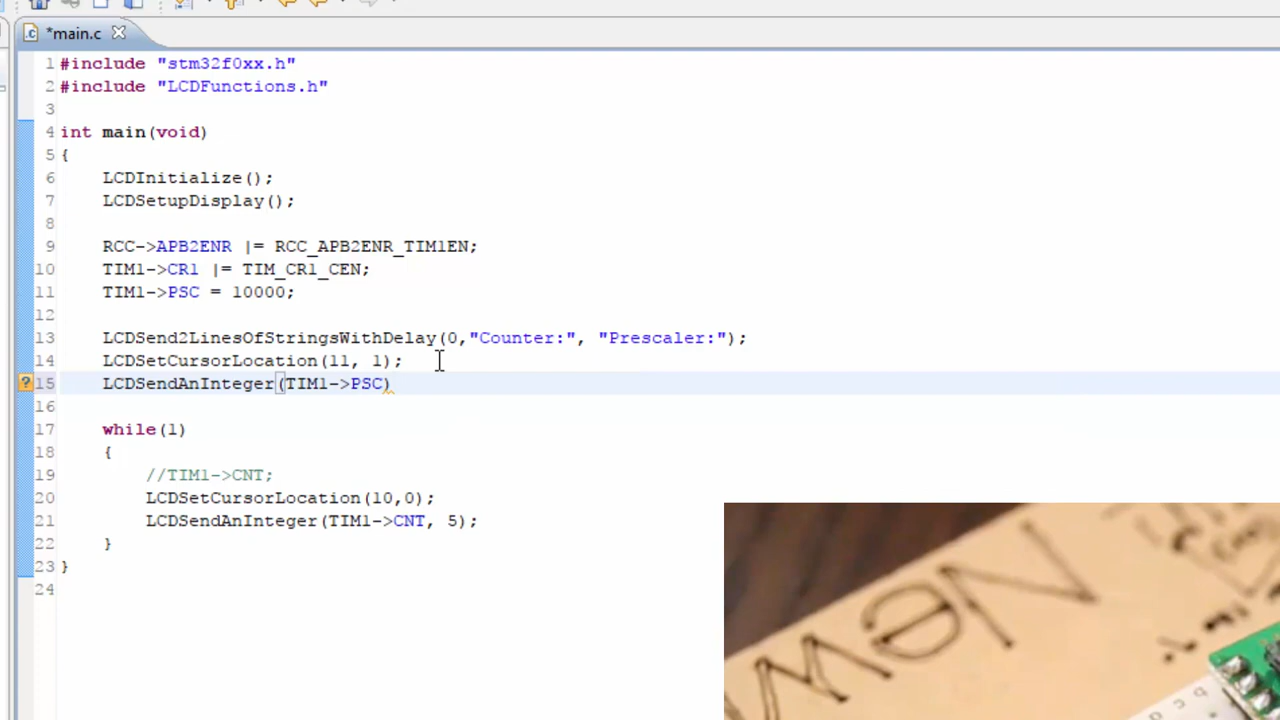 *main.c
1 #include "stm32f0xx.h"
2 #include "LCDFunctions.h"
3
4 int main(void)
5 {
6 LCDInitialize();
7 LCDSetupDisplay();
8
9 RCC->APB2ENR |= RCC_APB2ENR_TIM1EN;
10 TIM1->CR1 |= TIM_CR1_CEN;
11 TIM1->PSC = 10000;
12
13 LCDSend2LinesOfStringsWithDelay(0,"Counter:", "Prescaler:");
14 LCDSetCursorLocation(11, 1);
15 LCDSendAnInteger(TIM1->PSC)
16
17 while(1)
18 {
19 //TIM1->CNT;
20 LCDSetCursorLocation(10,0);
21 LCDSendAnInteger(TIM1->CNT, 5);
22 }
23 }
24
New